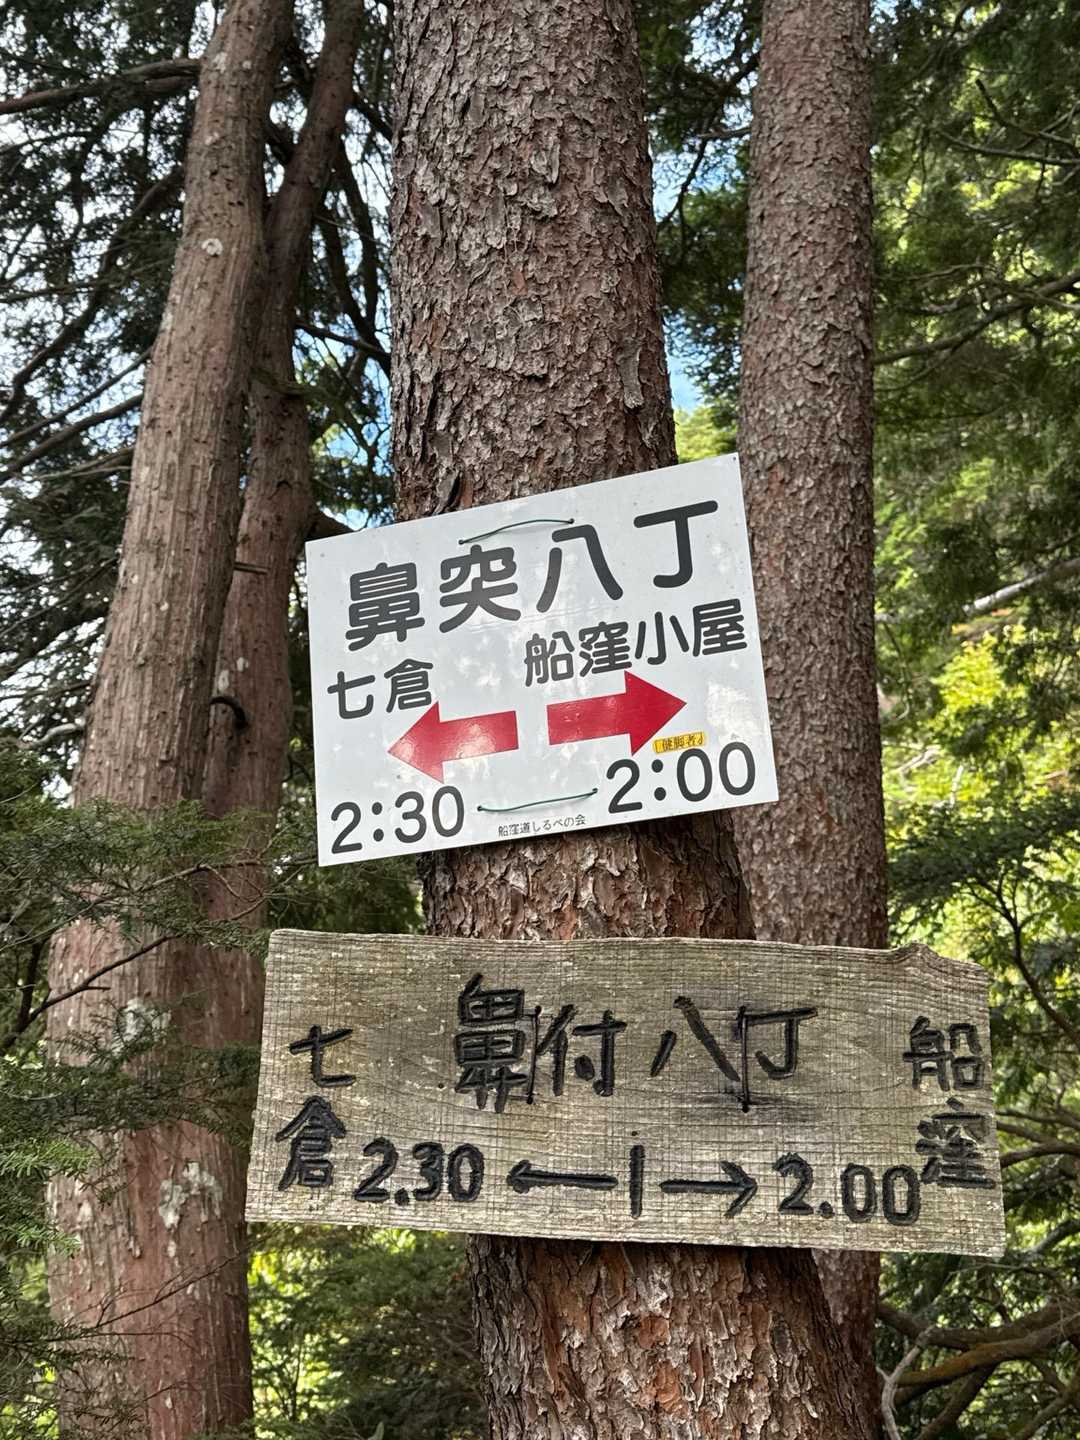 鼻突八丁
七倉 船窪小屋
「健脚者」
2:30 2:00
船窪道しるべの会
鼻付八丁
七倉 2.30 ←|→ 2.00 船窪